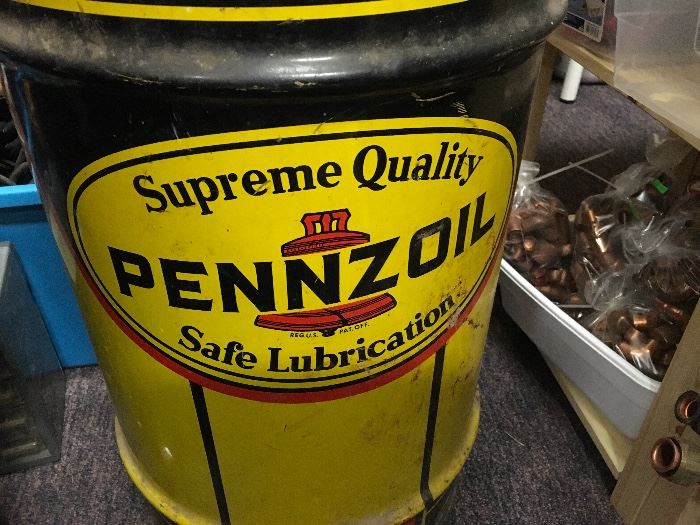 Supreme Quality
PENNZOIL
REG. U.S. PAT. OFF.
Safe Lubrication